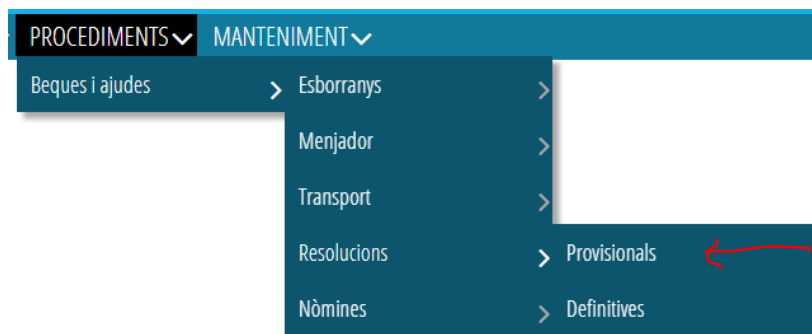 PROCEDIMENTS MANTENIMENT
Beques i ajudes Esborranys
Menjador
Transport
Resolucions Provisionals
Nòmines Definitives